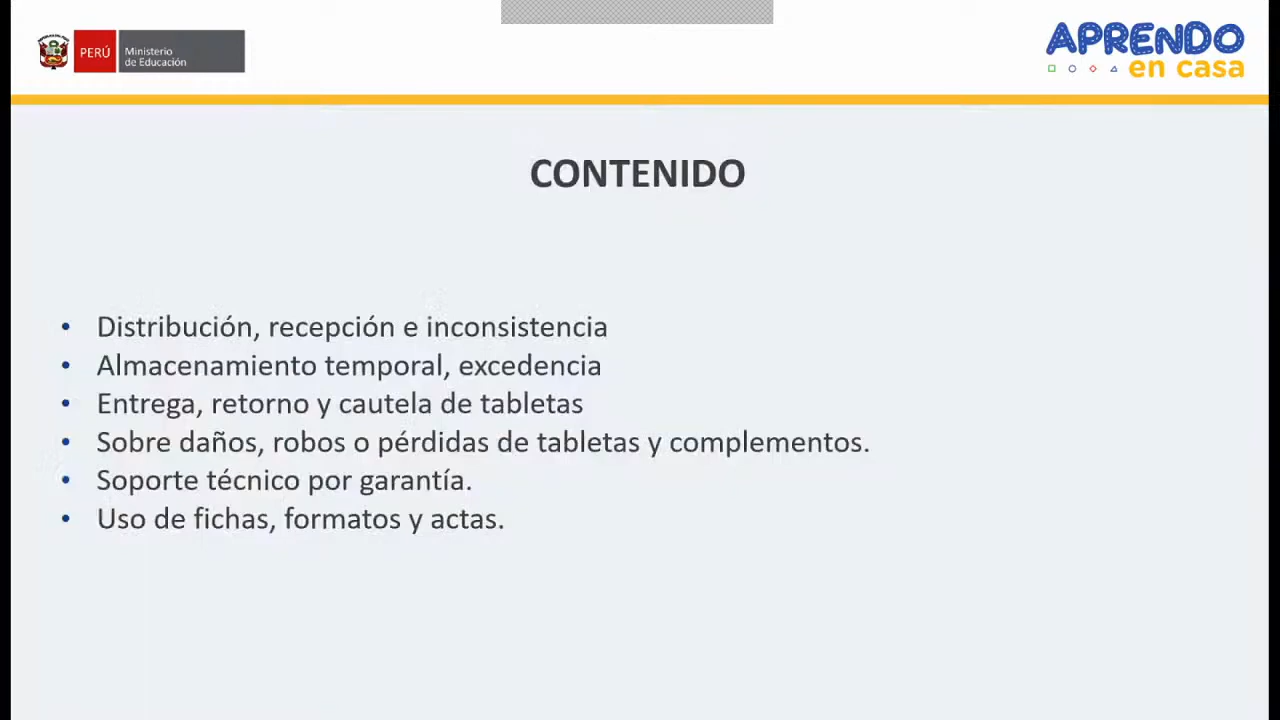 PERÚ
Ministerio
de Educación
APRENDO
en casa
CONTENIDO
• Distribución, recepción e inconsistencia
• Almacenamiento temporal, excedencia
• Entrega, retorno y cautela de tabletas
• Sobre daños, robos o pérdidas de tabletas y complementos.
• Soporte técnico por garantía.
• Uso de fichas, formatos y actas.